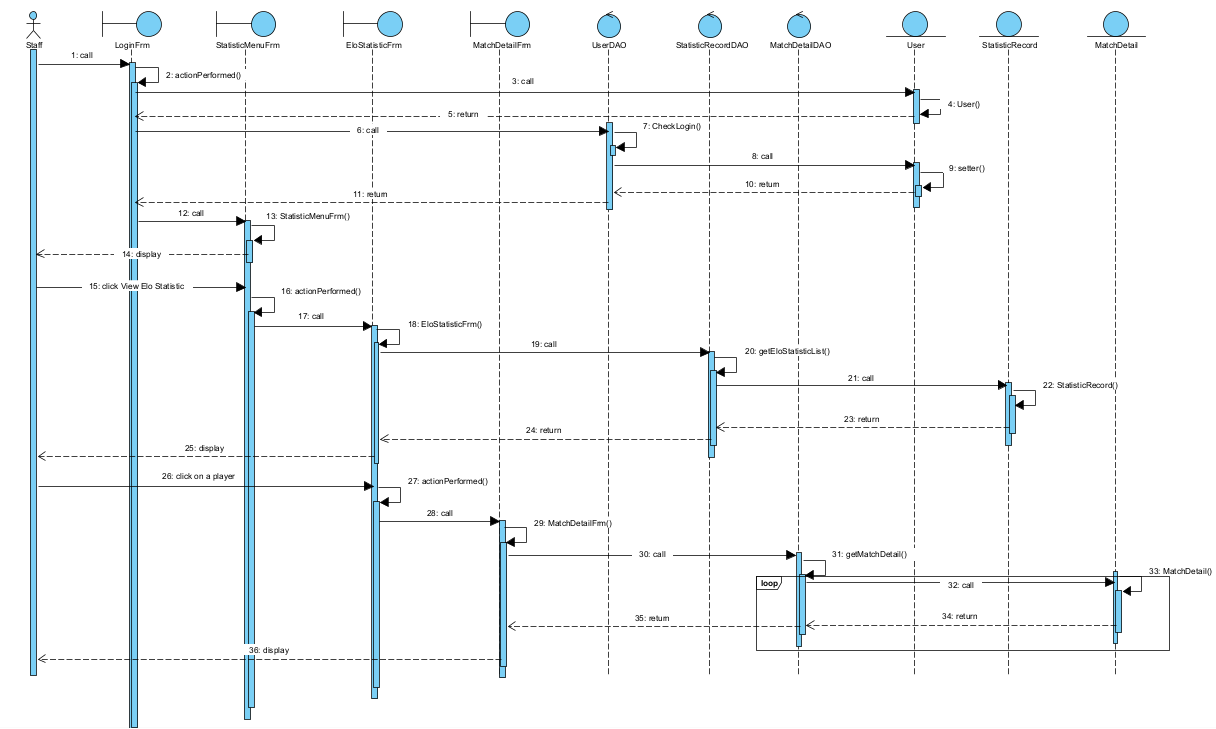 Staff
LoginFrm
StatisticMenuFrm
EloStatisticFrm
MatchDetailFrm
UserDAO
StatisticRecordDAO
MatchDetailDAO
User
StatisticRecord
MatchDetail
1: call
2: actionPerformed()
3: call
4: User()
5: return
6: call
7: CheckLogin()
8: call
9: setter()
10: return
11: return
12: call
13: StatisticMenuFrm()
14: display
15: click View Elo Statistic
16: actionPerformed()
17: call
18: EloStatisticFrm()
19: call
20: getEloStatisticList()
21: call
22: StatisticRecord()
23: return
24: return
25: display
26: click on a player
27: actionPerformed()
28: call
29: MatchDetailFrm()
30: call
31: getMatchDetail()
loop
32: call
33: MatchDetail()
34: return
35: return
36: display